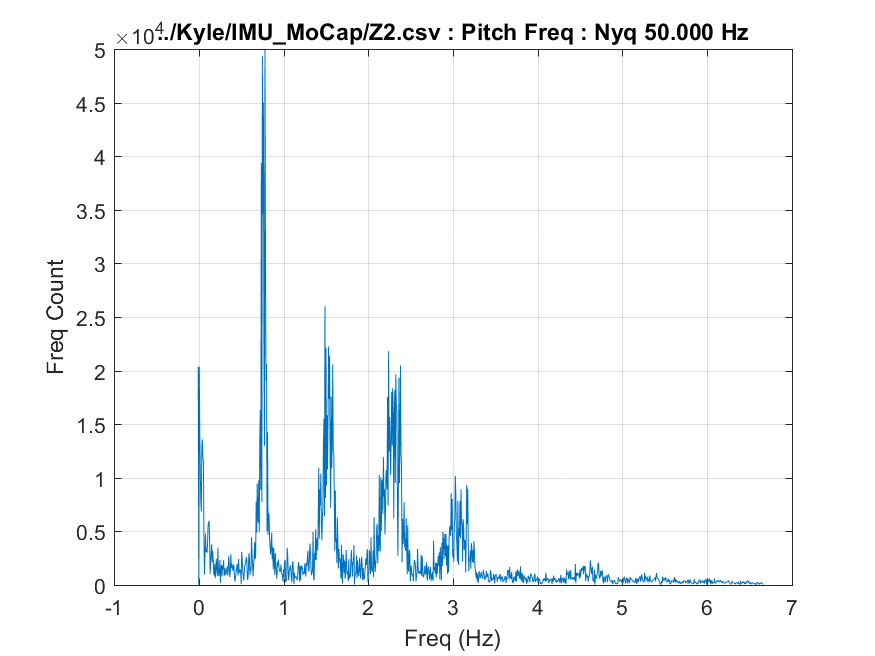 ×10⁴../Kyle/IMU_MoCap/Z2.csv : Pitch Freq : Nyq 50.000 Hz
5
4.5
4
3.5
3
2.5
2
1.5
1
0.5
0
Freq Count
-1 0 1 2 3 4 5 6 7
Freq (Hz)